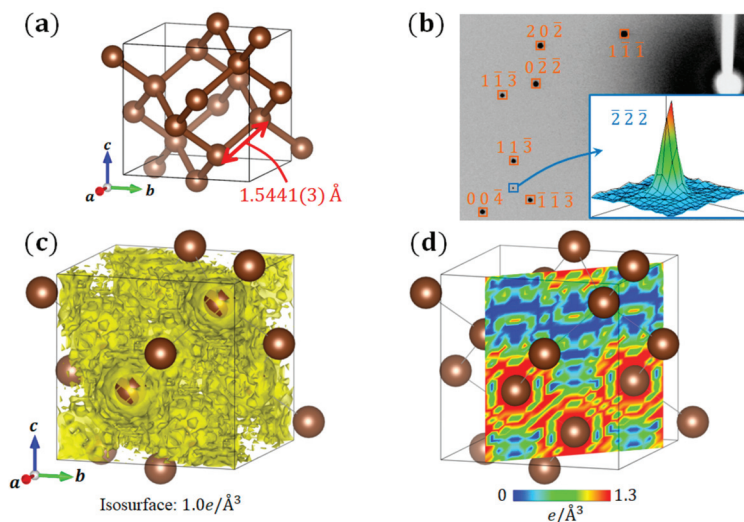 (a)
c
a
b
1.5441(3) Å
(b)
2 0 2̅
1 1̅ 1̅
0 2̅ 2̅
1 1̅ 3̅
2̅ 2̅ 2̅
1 1 3̅
0 0 4̅
1̅ 1̅ 3̅
(c)
c
a
b
Isosurface: 1.0e/Å³
(d)
0
1.3
e/Å³